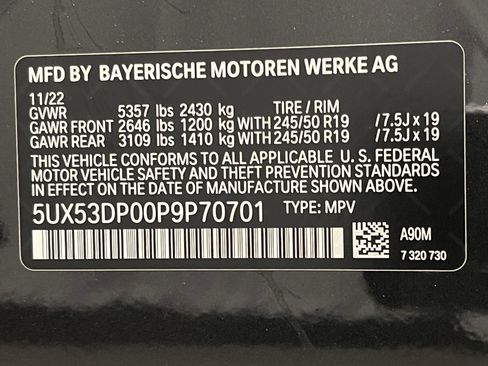 MFD BY BAYERISCHE MOTOREN WERKE AG
11/22
GVWR 5357 lbs 2430 kg TIRE / RIM
GAWR FRONT 2646 lbs 1200 kg WITH 245/50 R19 / 7.5J x 19
GAWR REAR 3109 lbs 1410 kg WITH 245/50 R19 / 7.5J x 19
THIS VEHICLE CONFORMS TO ALL APPLICABLE U. S. FEDERAL
MOTOR VEHICLE SAFETY AND THEFT PREVENTION STANDARDS
IN EFFECT ON THE DATE OF MANUFACTURE SHOWN ABOVE.
5UX53DP00P9P70701 TYPE: MPV
A90M
7 320 730